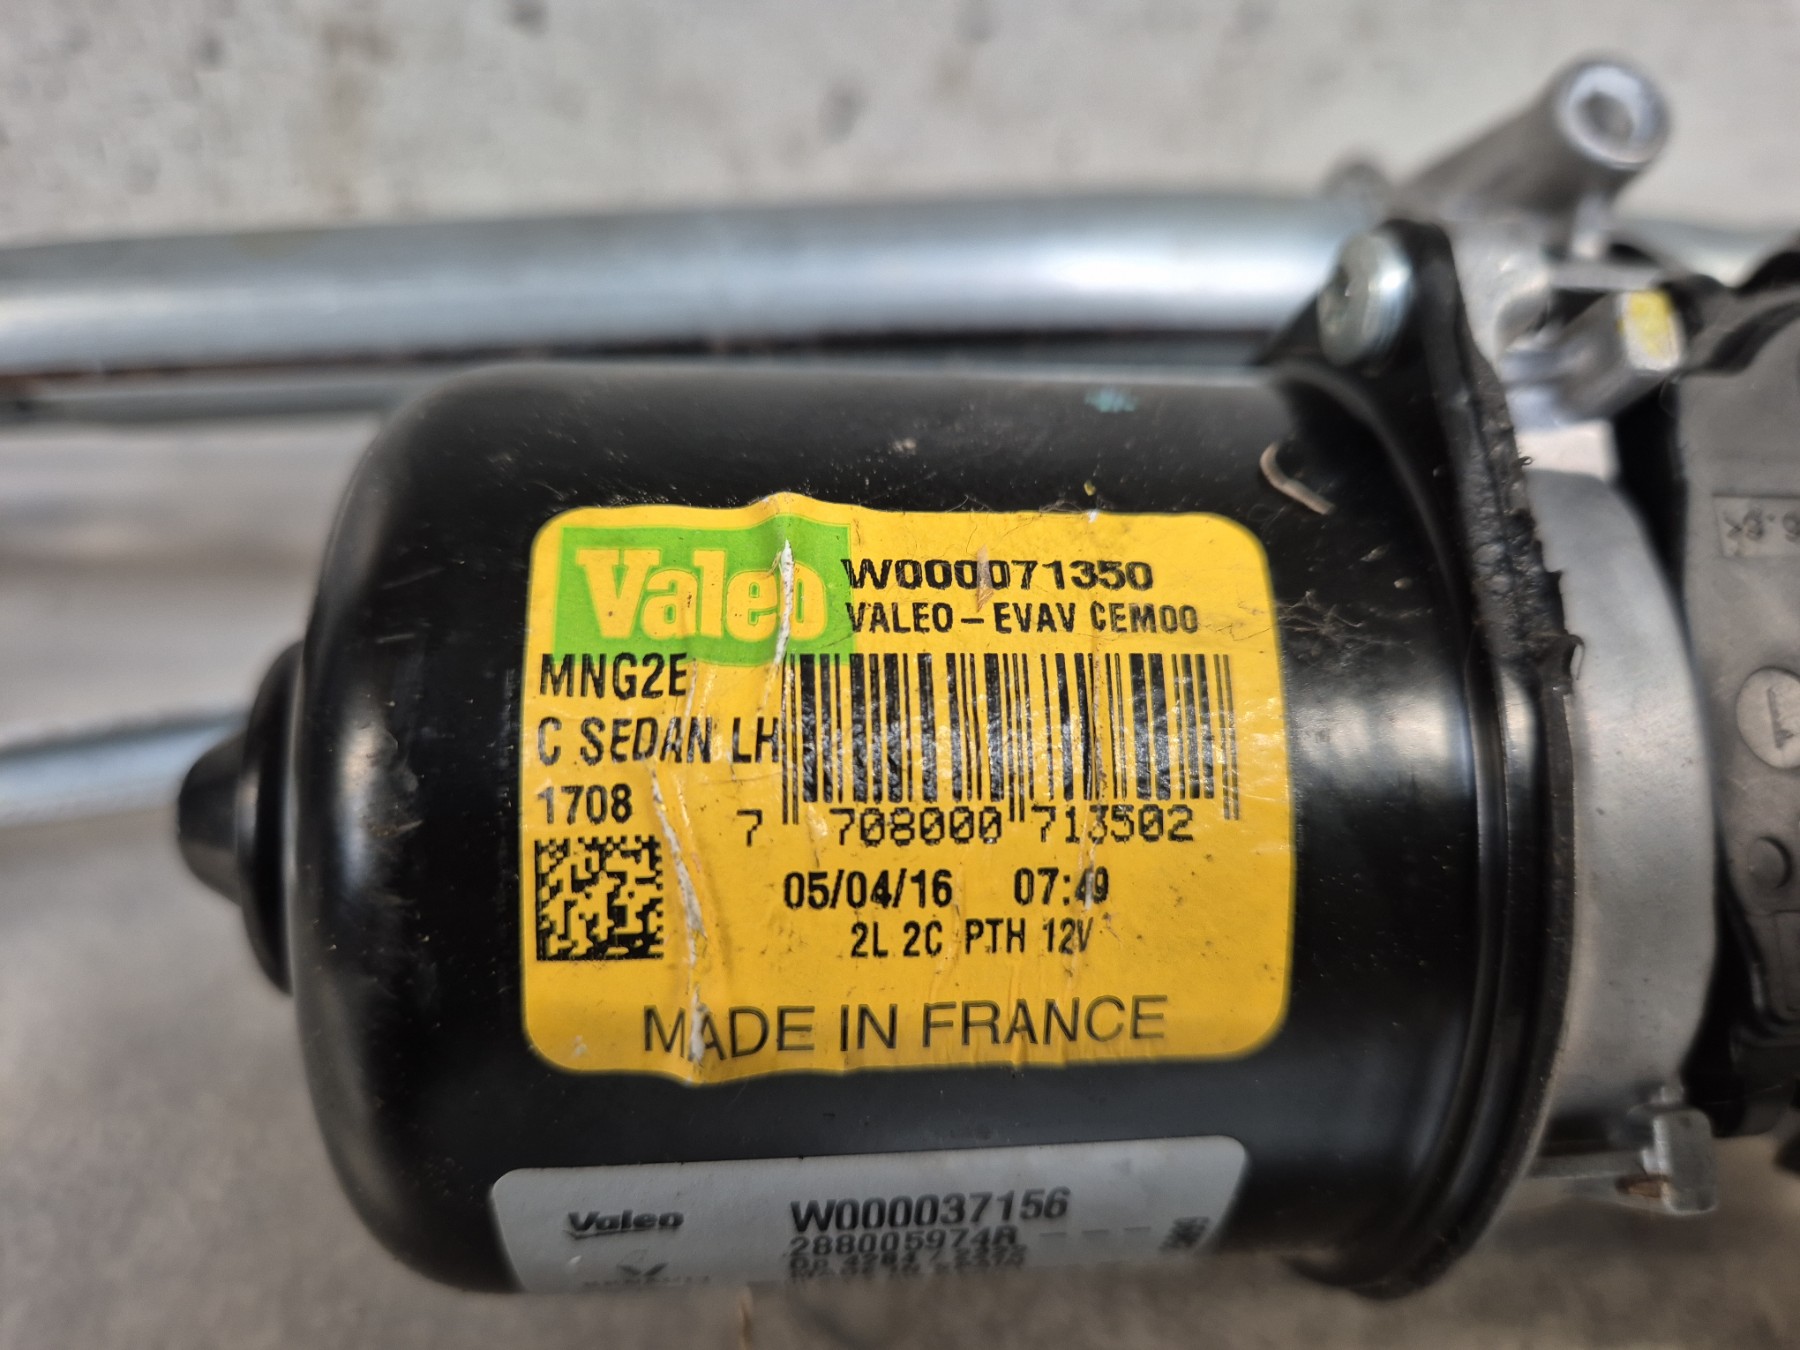 Valeo
W000071350
VALEO-EVAV CEM00
MNG2E
C SEDAN LH
1708
7 708000 713502
05/04/16 07:49
2L 2C PTH 12V
MADE IN FRANCE
Valeo
W000037156
288005974R